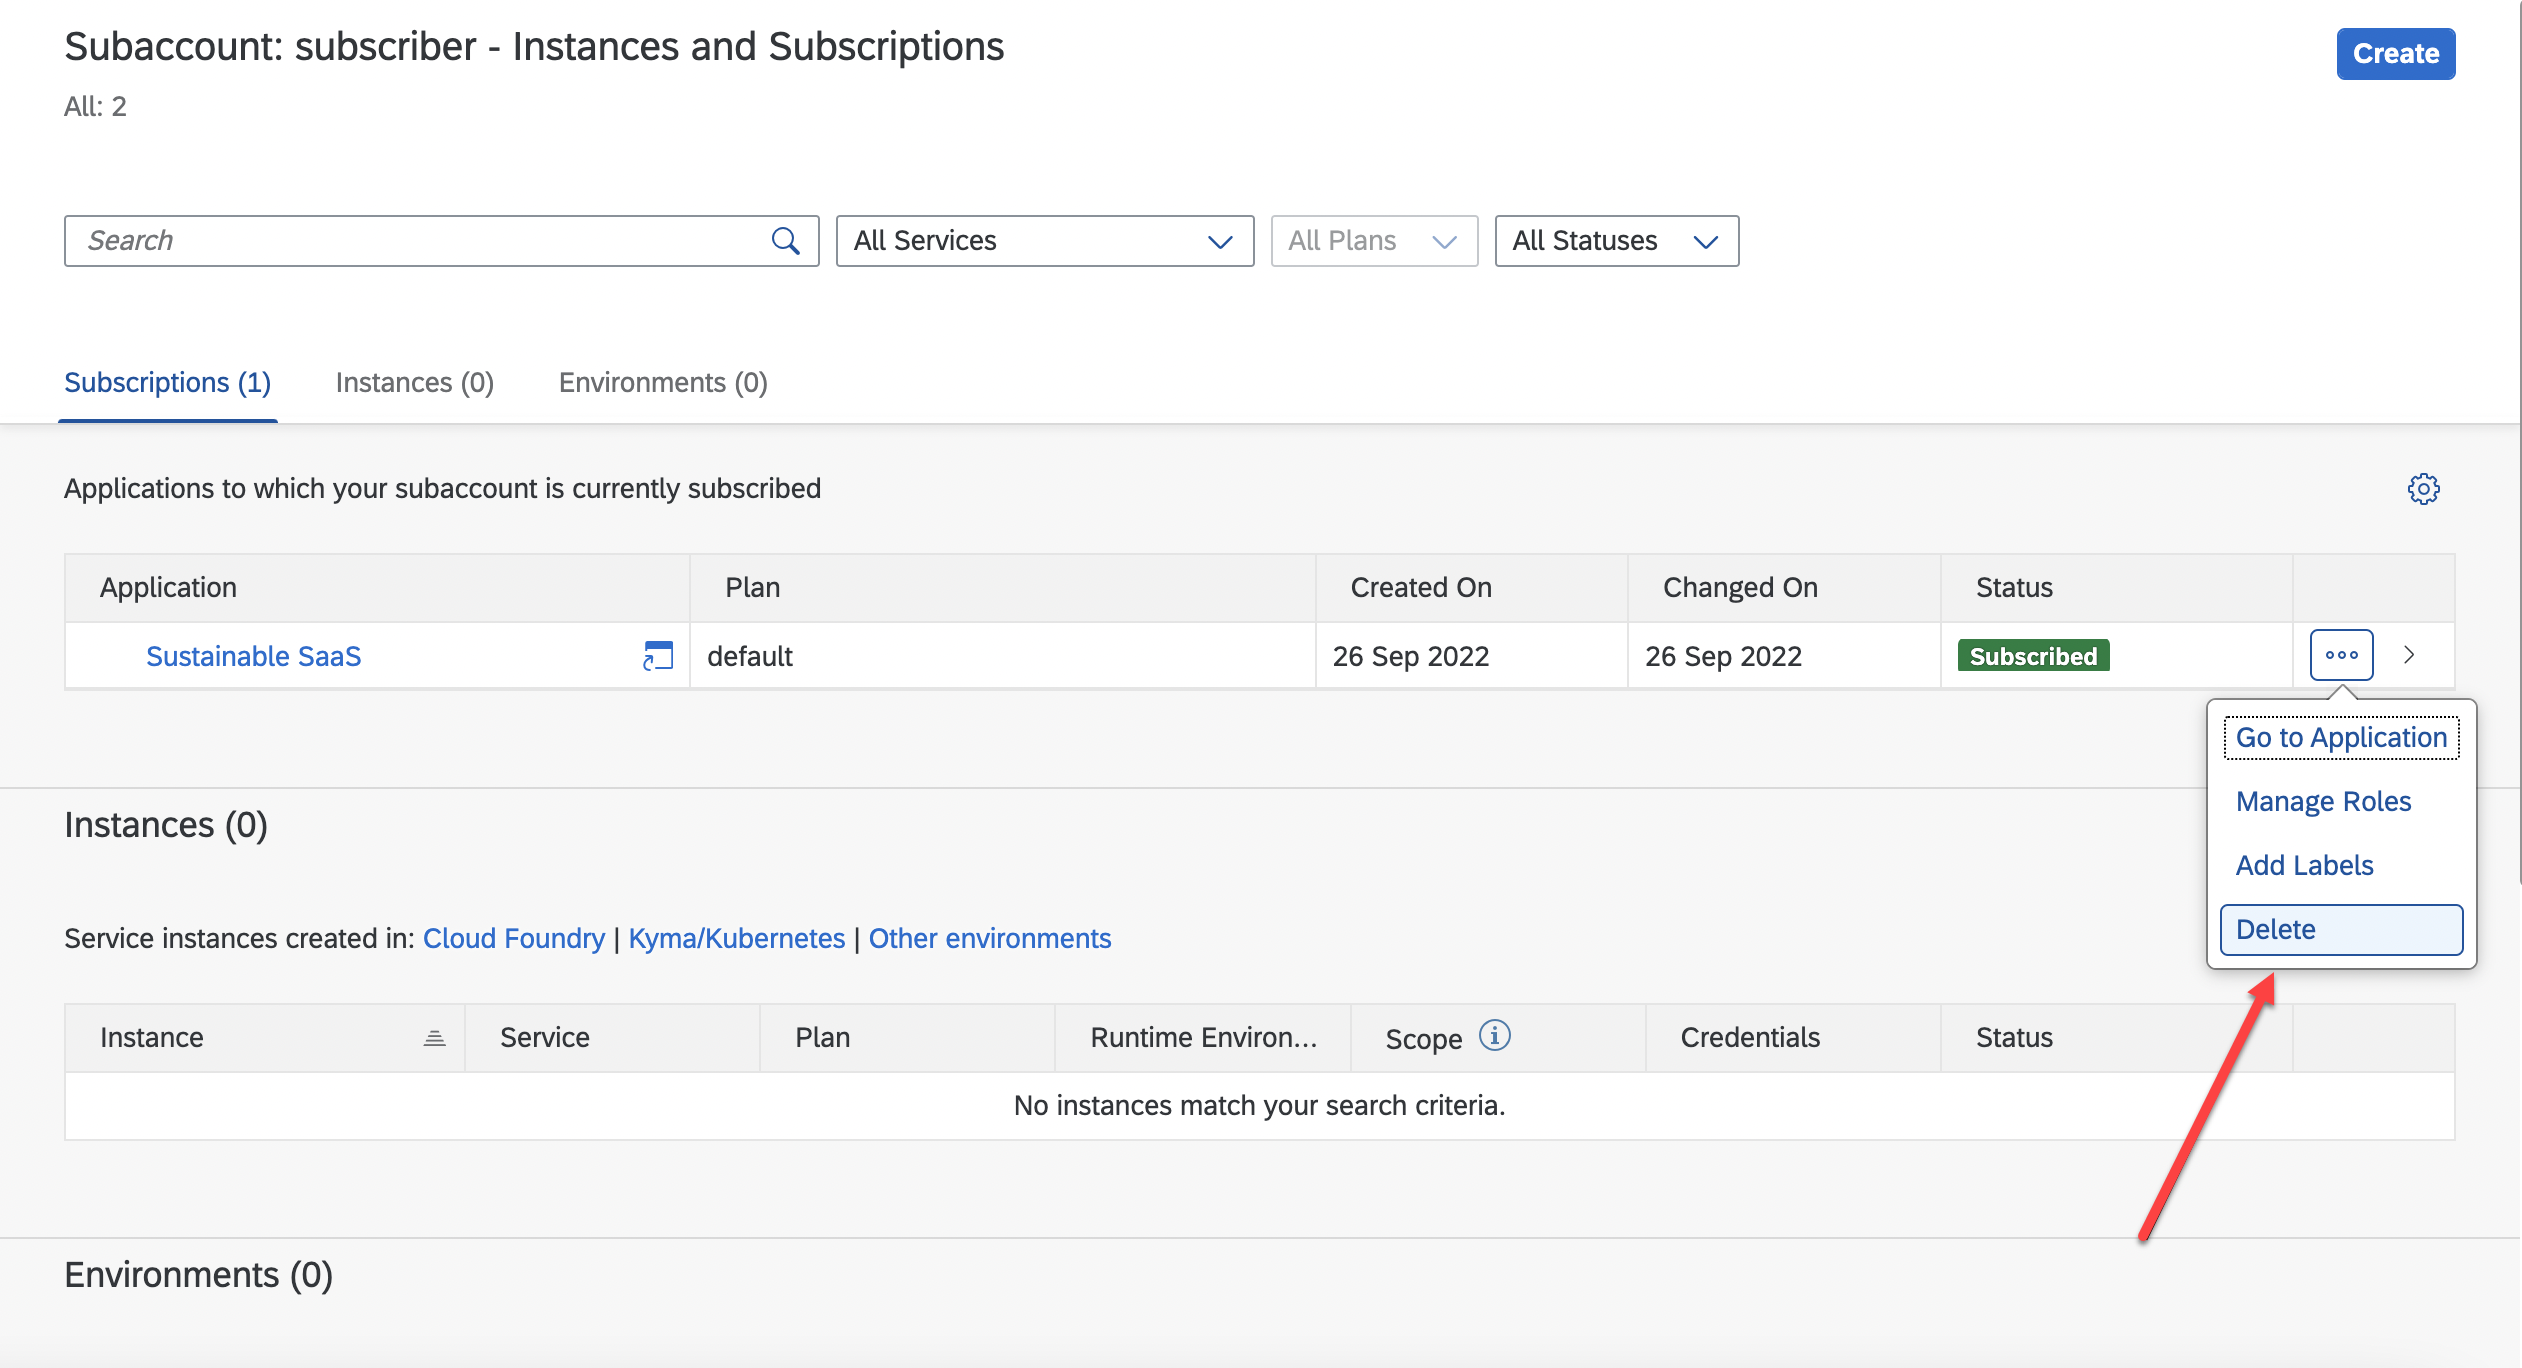 Subaccount: subscriber - Instances and Subscriptions
Create
All: 2
Search
All Services
All Plans
All Statuses
Subscriptions (1)
Instances (0)
Environments (0)
Applications to which your subaccount is currently subscribed
Application Plan Created On Changed On Status
Sustainable SaaS default 26 Sep 2022 26 Sep 2022 Subscribed
Go to Application
Manage Roles
Add Labels
Delete
Instances (0)
Service instances created in: Cloud Foundry | Kyma/Kubernetes | Other environments
Instance Service Plan Runtime Environ... Scope Credentials Status
No instances match your search criteria.
Environments (0)